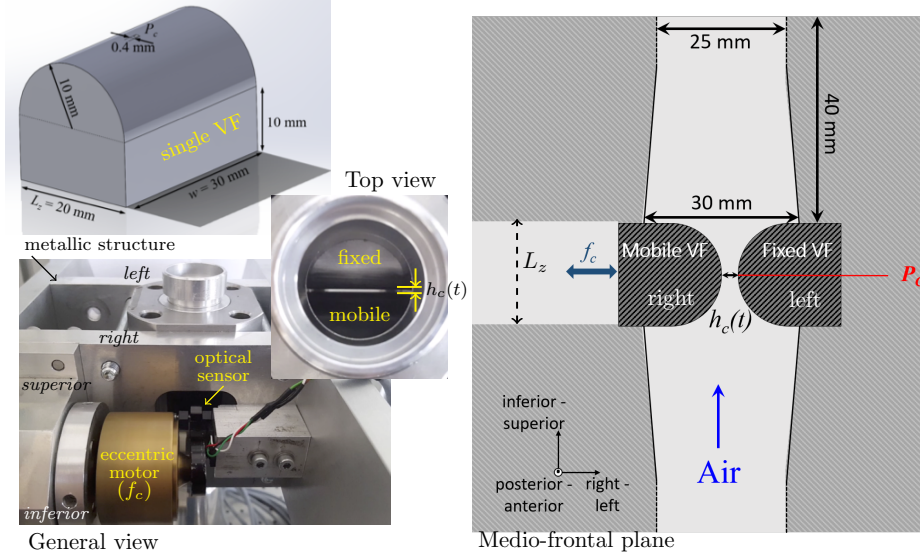 P_c
0.4 mm
10 mm
10 mm
single VF
w = 30 mm
L_z = 20 mm
Top view
fixed
h_c(t)
mobile
metallic structure
left
right
optical
sensor
superior
eccentric
motor
(f_c)
inferior
General view
25 mm
40 mm
30 mm
L_z
f_c
Mobile VF
right
Fixed VF
left
P_c
h_c(t)
inferior -
superior
posterior -
anterior
right -
left
Air
Medio-frontal plane